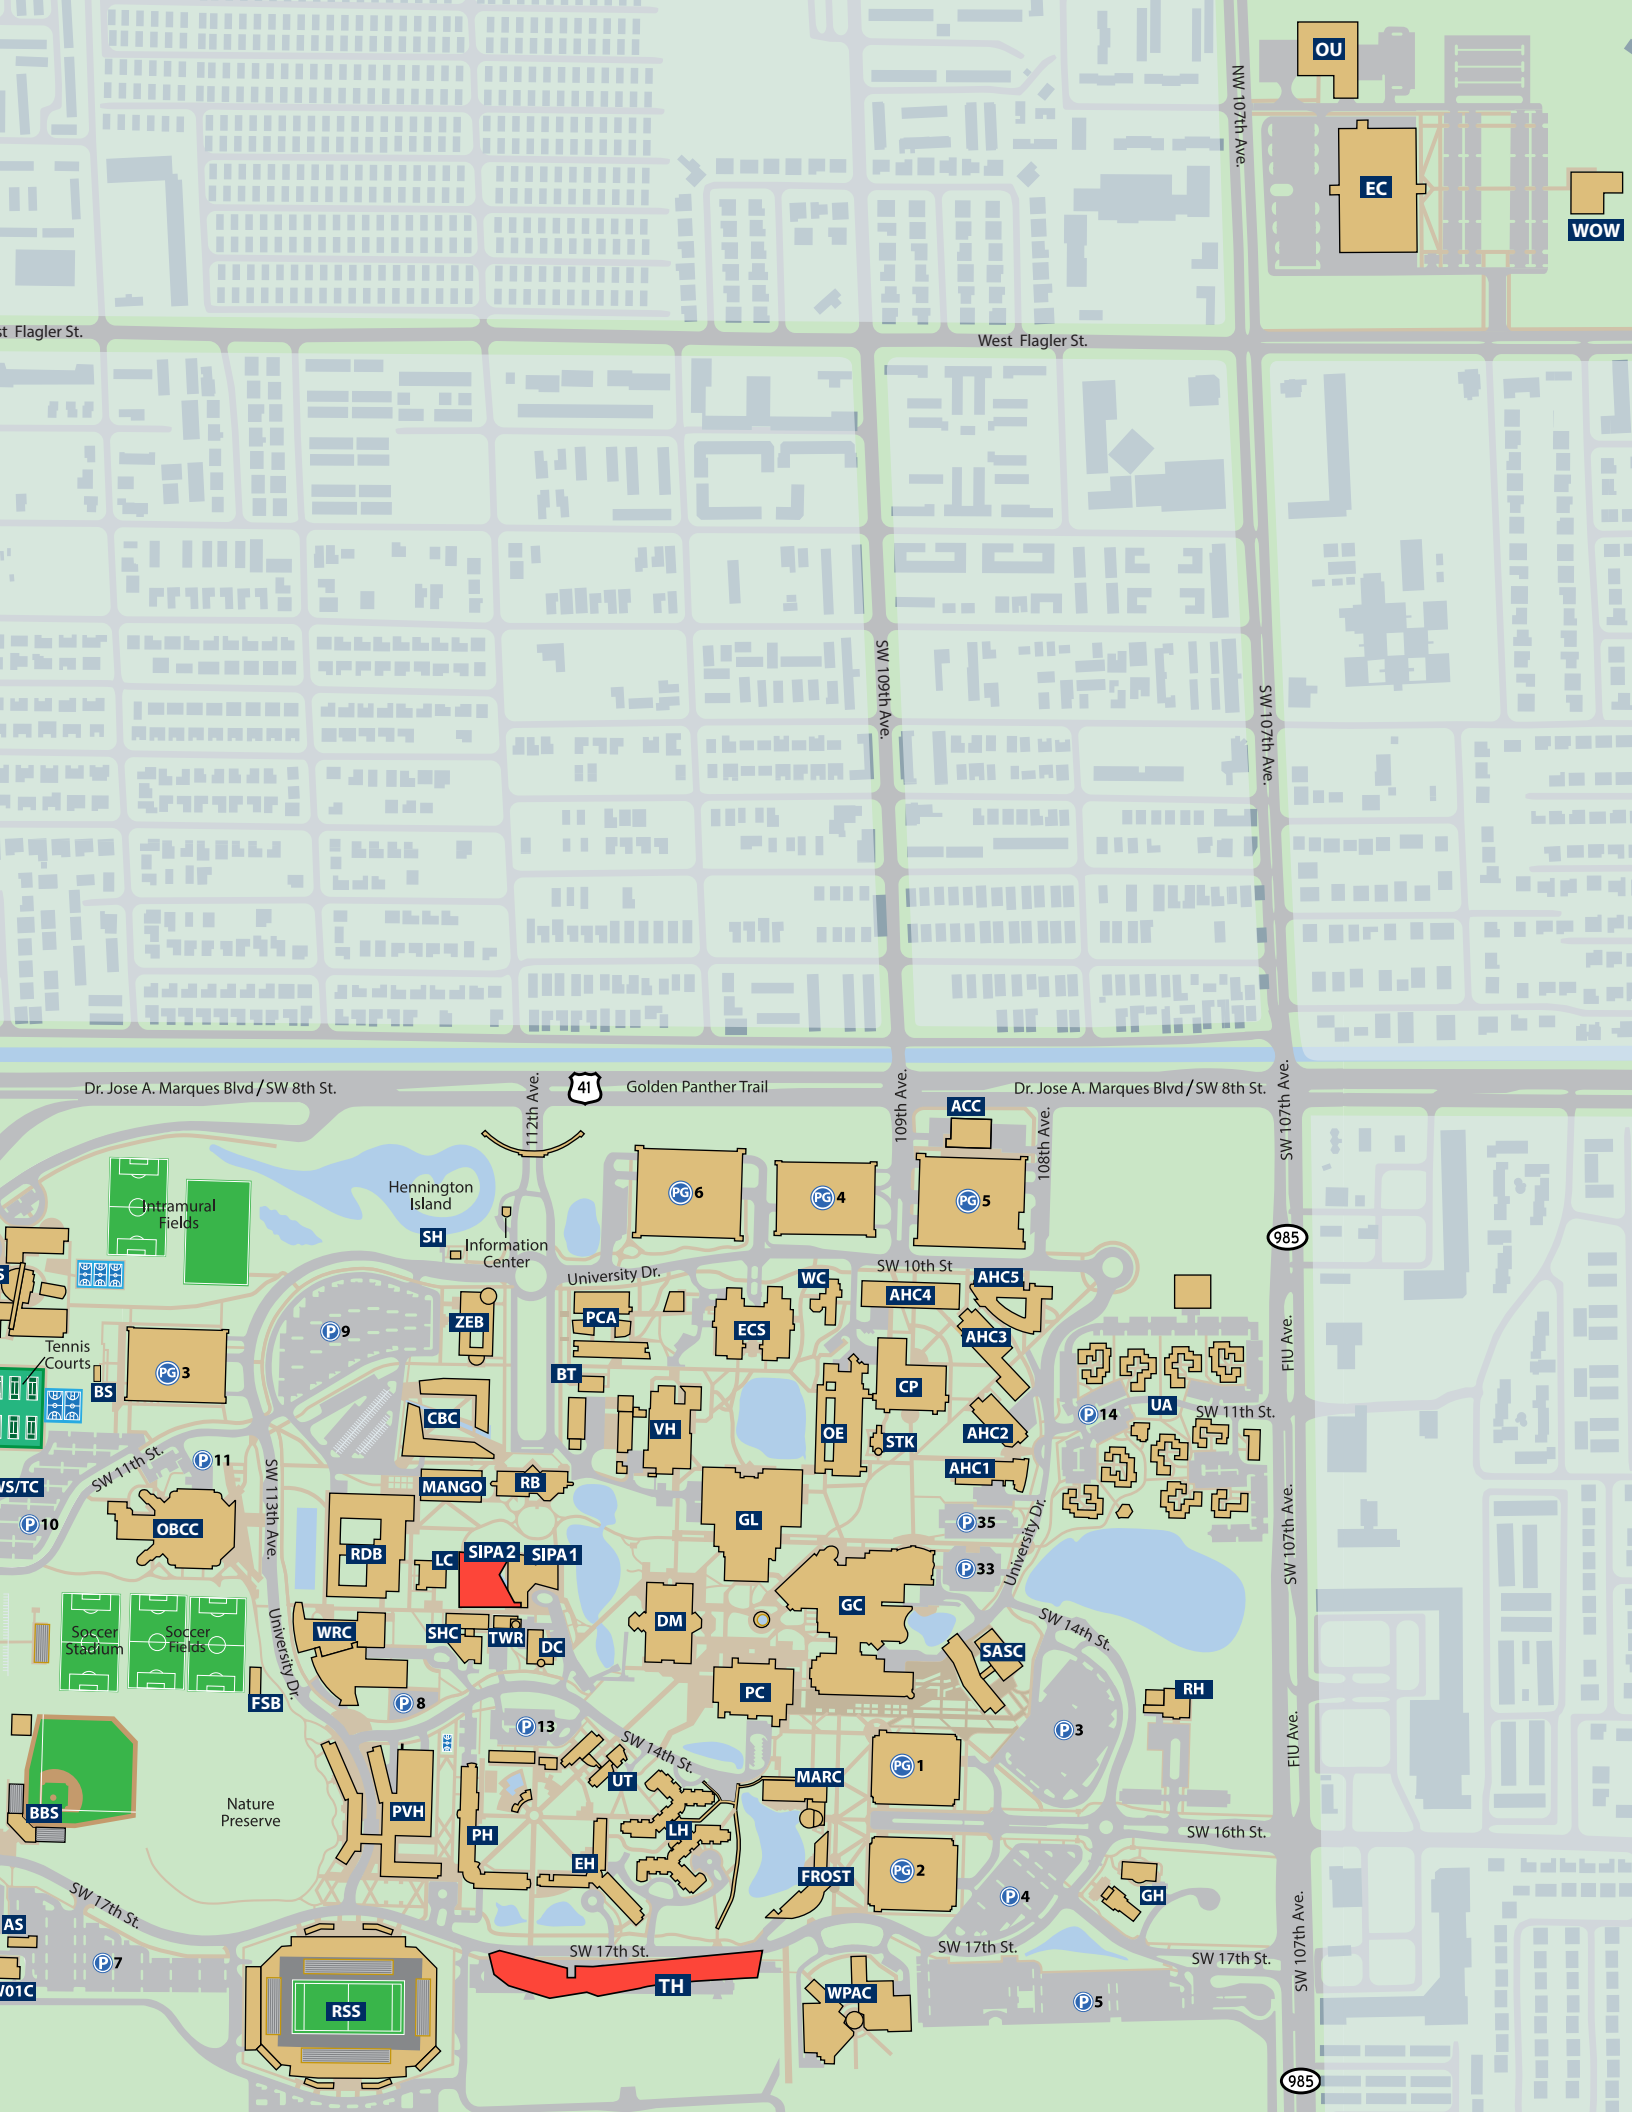 OU
NW 107th Ave.
EC
WOW
st Flagler St.
West Flagler St.
SW 109th Ave.
SW 107th Ave.
Dr. Jose A. Marques Blvd/SW 8th St.
112th Ave.
41
Golden Panther Trail
109th Ave.
Dr. Jose A. Marques Blvd/SW 8th St.
SW 107th Ave.
ACC
108th Ave.
Intramural
Fields
Hennington
Island
SH
Information
Center
PG 6
PG 4
PG 5
985
University Dr.
SW 10th St
S
WC
AHC4
AHC5
P 9
ZEB
PCA
ECS
AHC3
FIU Ave.
Tennis
Courts
BS
PG 3
BT
CP
UA
CBC
VH
OE
STK
AHC2
P 14
SW 11th St.
SW 11th St.
P 11
SW 113th Ave.
WS/TC
MANGO
RB
AHC1
P 10
OBCC
GL
P 35
University Dr.
SW 107th Ave.
RDB
LC
SIPA 2
SIPA 1
P 33
Soccer
Stadium
Soccer
Fields
University Dr.
WRC
SHC
TWR
DC
DM
GC
SASC
SW 14th St.
FSB
P 8
P 13
PC
RH
P 3
FIU Ave.
SW 14th St.
UT
MARC
PG 1
BBS
Nature
Preserve
PVH
PH
LH
SW 16th St.
EH
FROST
PG 2
P 4
GH
SW 17th St.
AS
P 7
SW 17th St.
SW 17th St.
SW 17th St.
SW 107th Ave.
W01C
RSS
TH
WPAC
P 5
985